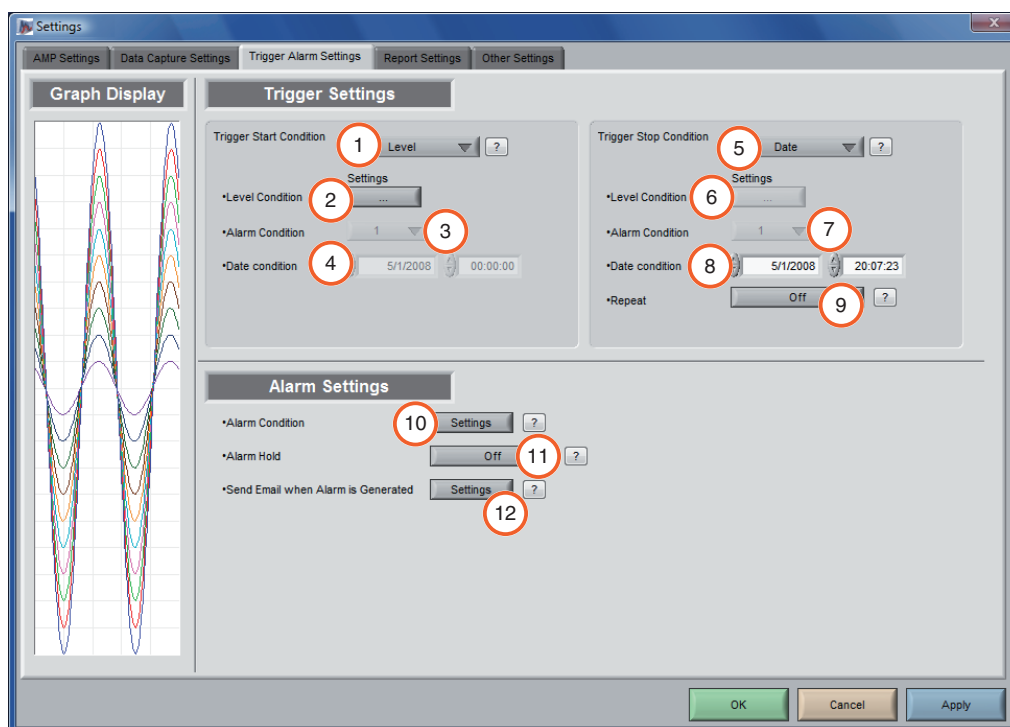 Settings
x
AMP Settings
Data Capture Settings
Trigger Alarm Settings
Report Settings
Other Settings
Graph Display
Trigger Settings
Trigger Start Condition
1
Level
?
Settings
•Level Condition
2
...
•Alarm Condition
1
3
•Date condition
4
5/1/2008
00:00:00
Trigger Stop Condition
5
Date
?
Settings
•Level Condition
6
...
•Alarm Condition
1
7
•Date condition
8
5/1/2008
20:07:23
•Repeat
Off
9
?
Alarm Settings
•Alarm Condition
10
Settings
?
•Alarm Hold
Off
11
?
•Send Email when Alarm is Generated
Settings
?
12
OK
Cancel
Apply